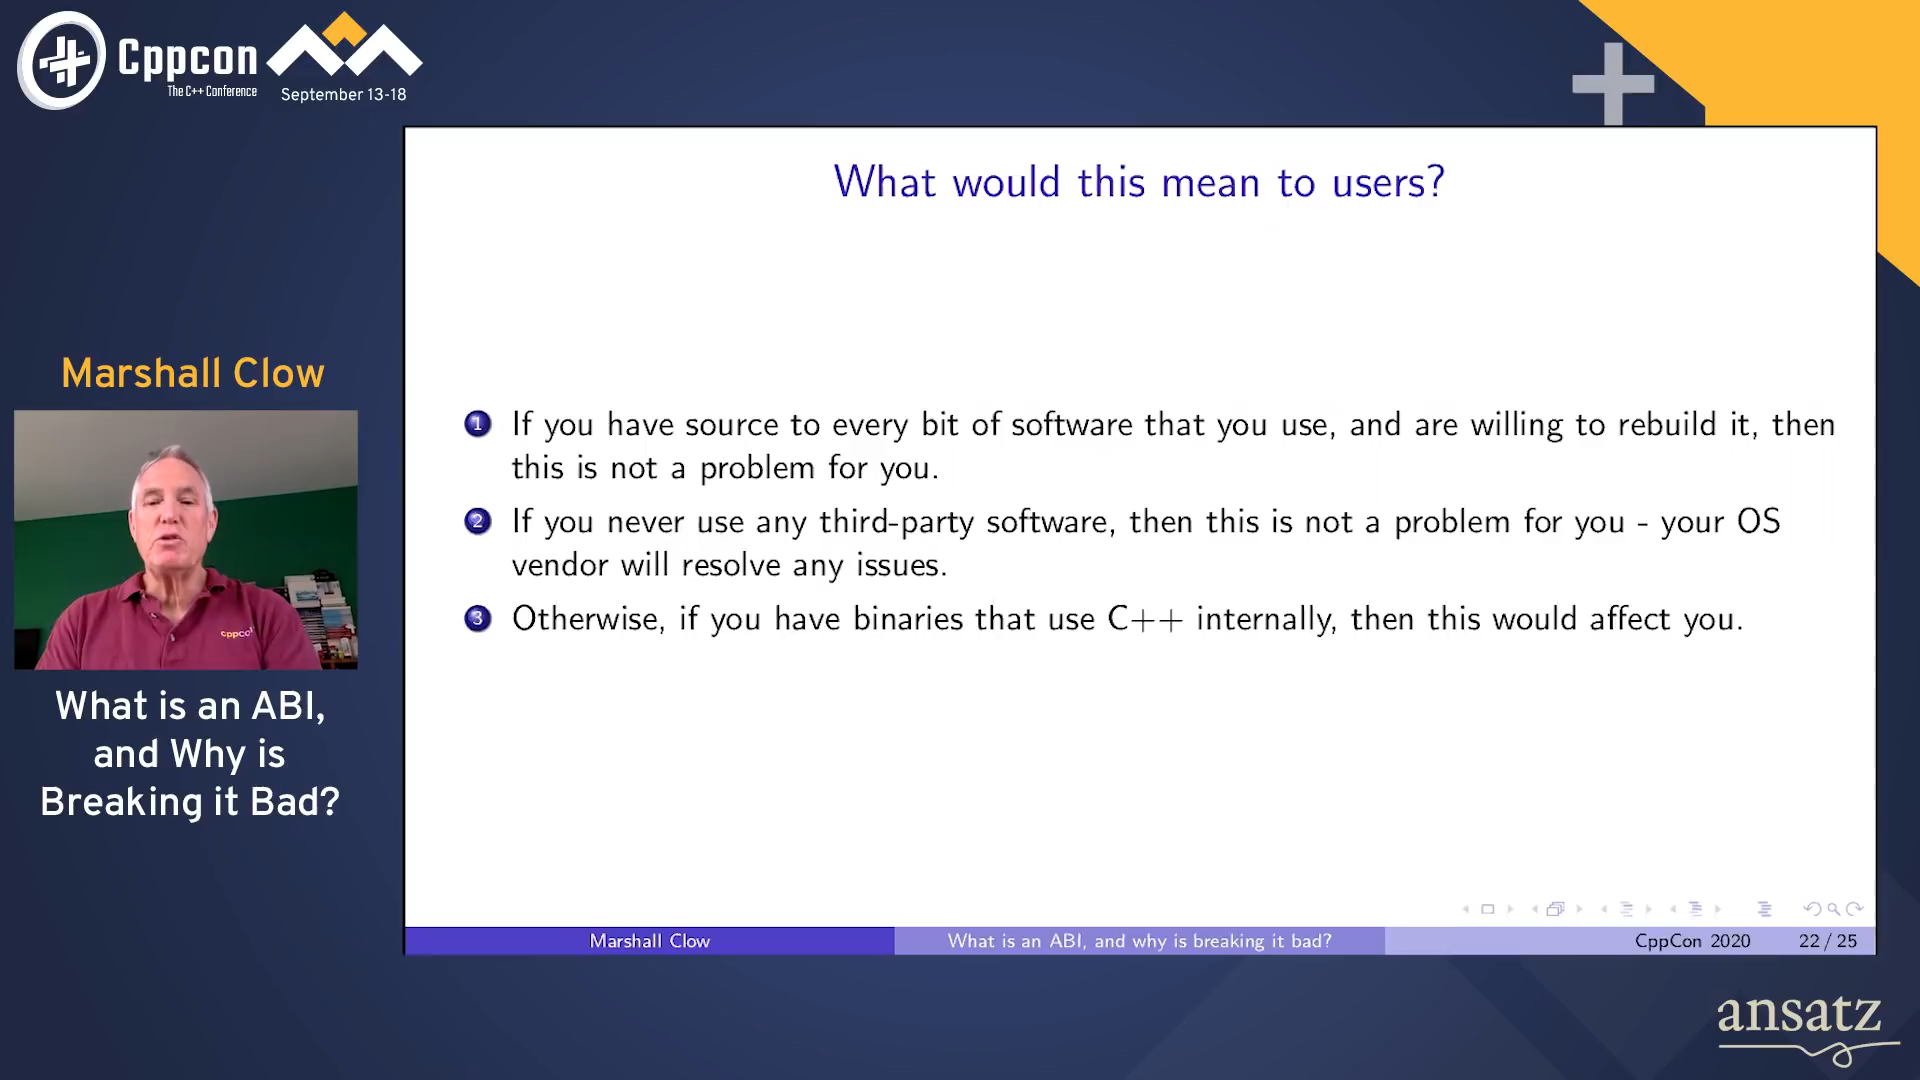 Cppcon
The C++ Conference
September 13-18
Marshall Clow
cppco
What is an ABI,
and Why is
Breaking it Bad?
What would this mean to users?
1 If you have source to every bit of software that you use, and are willing to rebuild it, then
this is not a problem for you.
2 If you never use any third-party software, then this is not a problem for you - your OS
vendor will resolve any issues.
3 Otherwise, if you have binaries that use C++ internally, then this would affect you.
Marshall Clow
What is an ABI, and why is breaking it bad?
CppCon 2020
22 / 25
ansatz